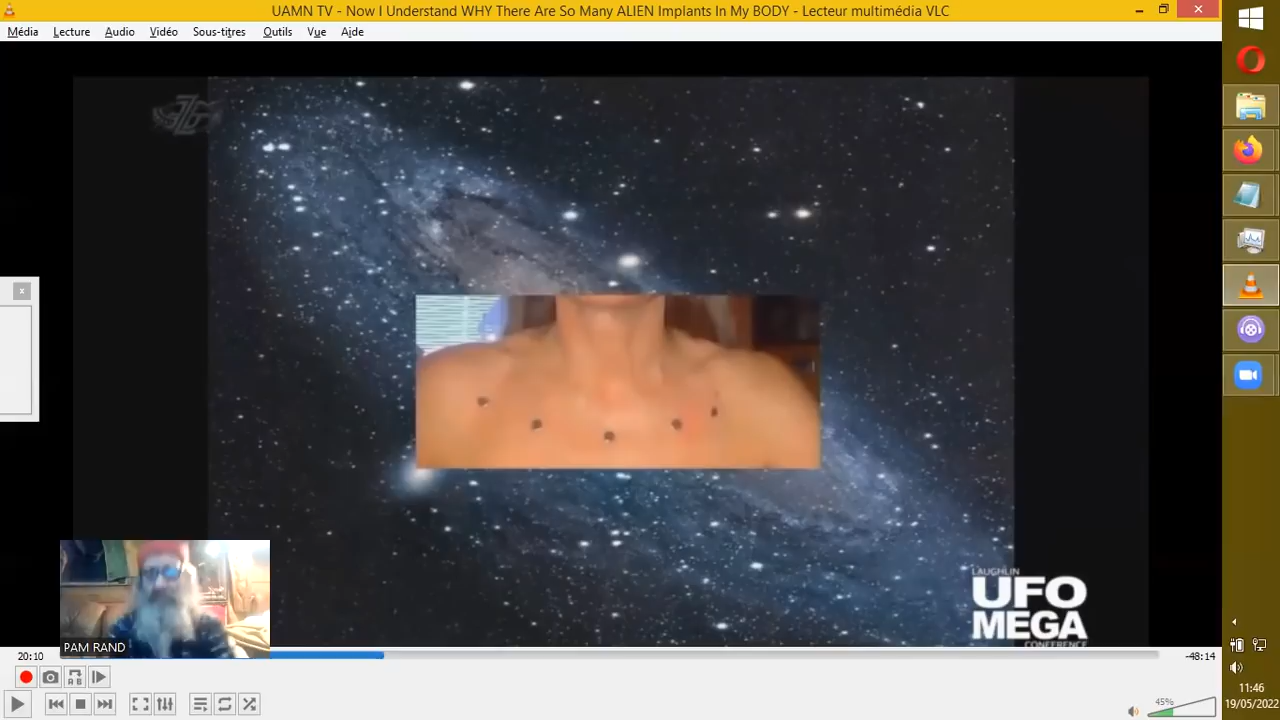 UAMN TV - Now I Understand WHY There Are So Many ALIEN Implants In My BODY - Lecteur multimédia VLC
Média Lecture Audio Vidéo Sous-titres Outils Vue Aide
LAUGHLIN
UFO
MEGA
CONFERENCE
PAM RAND
20:10 -48:14
45%
11:46
19/05/2022